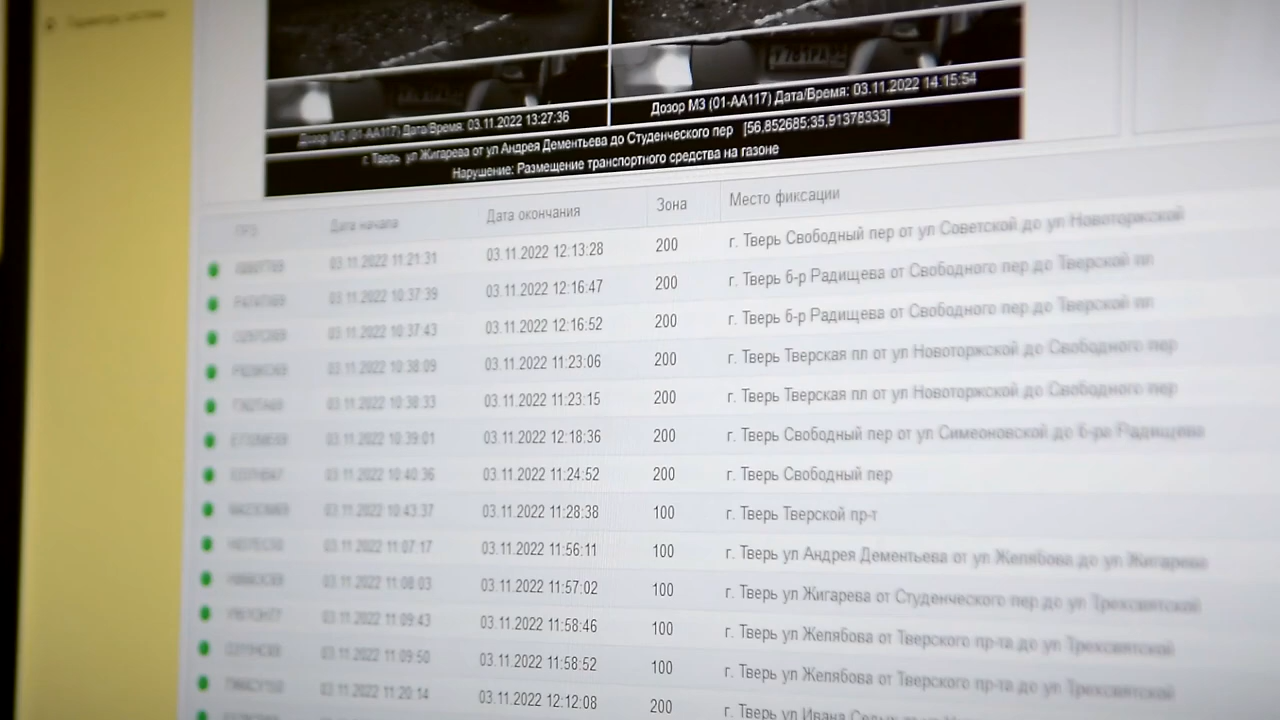 Параметры системы
Дозор МЗ (01-АА117) Дата/Время: 03.11.2022 13:27:36
Дозор МЗ (01-АА117) Дата/Время: 03.11.2022 14:15:54
г. Тверь ул Жигарева от ул Андрея Дементьева до Студенческого пер [56.852685:35.91378333]
Нарушение: Размещение транспортного средства на газоне
ГРЗ Дата начала Дата окончания Зона Место фиксации
03.11.2022 11:21:31 03.11.2022 12:13:28 200 г. Тверь Свободный пер от ул Советской до ул Новоторжской
03.11.2022 10:37:39 03.11.2022 12:16:47 200 г. Тверь б-р Радищева от Свободного пер до Тверской пл
03.11.2022 10:37:43 03.11.2022 12:16:52 200 г. Тверь б-р Радищева от Свободного пер до Тверской пл
03.11.2022 10:38:09 03.11.2022 11:23:06 200 г. Тверь Тверская пл от ул Новоторжской до Свободного пер
03.11.2022 10:38:33 03.11.2022 11:23:15 200 г. Тверь Тверская пл от ул Новоторжской до Свободного пер
03.11.2022 10:39:01 03.11.2022 12:18:36 200 г. Тверь Свободный пер от ул Симеоновской до б-ра Радищева
03.11.2022 10:40:36 03.11.2022 11:24:52 200 г. Тверь Свободный пер
03.11.2022 10:43:37 03.11.2022 11:28:38 100 г. Тверь Тверской пр-т
03.11.2022 11:07:17 03.11.2022 11:56:11 100 г. Тверь ул Андрея Дементьева от ул Желябова до ул Жигарева
03.11.2022 11:08:03 03.11.2022 11:57:02 100 г. Тверь ул Жигарева от Студенческого пер до ул Трехсвятской
03.11.2022 11:09:43 03.11.2022 11:58:46 100 г. Тверь ул Желябова от Тверского пр-та до ул Трехсвятской
03.11.2022 11:09:50 03.11.2022 11:58:52 100 г. Тверь ул Желябова от Тверского пр-та до ул Трехсвятской
03.11.2022 11:20:14 03.11.2022 12:12:08 200 г. Тверь ул Ивана Седых